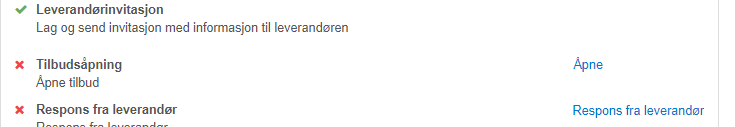 Leverandørinvitasjon
Lag og send invitasjon med informasjon til leverandøren
Tilbudsåpning
Åpne
Åpne tilbud
Respons fra leverandør
Respons fra leverandør
Respons fra leverandør